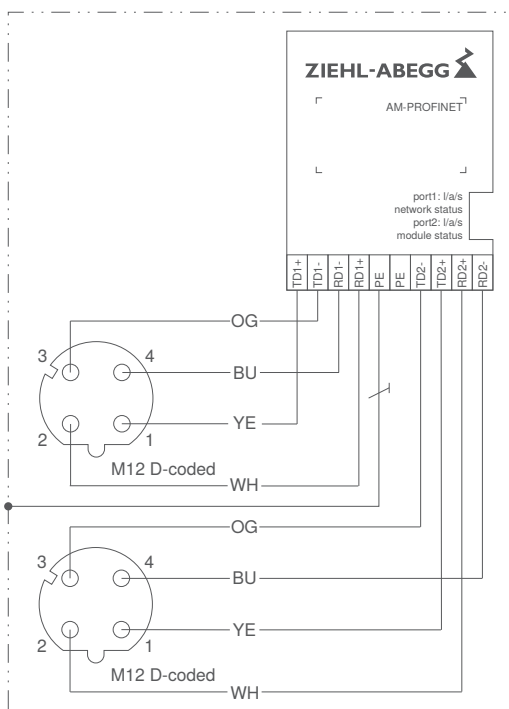 ZIEHL-ABEGG
AM-PROFINET
port1: l/a/s
network status
port2: l/a/s
module status
TD1+
TD1-
RD1-
RD1+
PE
PE
TD2-
TD2+
RD2+
RD2-
OG
3
4
BU
YE
2
1
M12 D-coded
WH
OG
3
4
BU
YE
2
1
M12 D-coded
WH